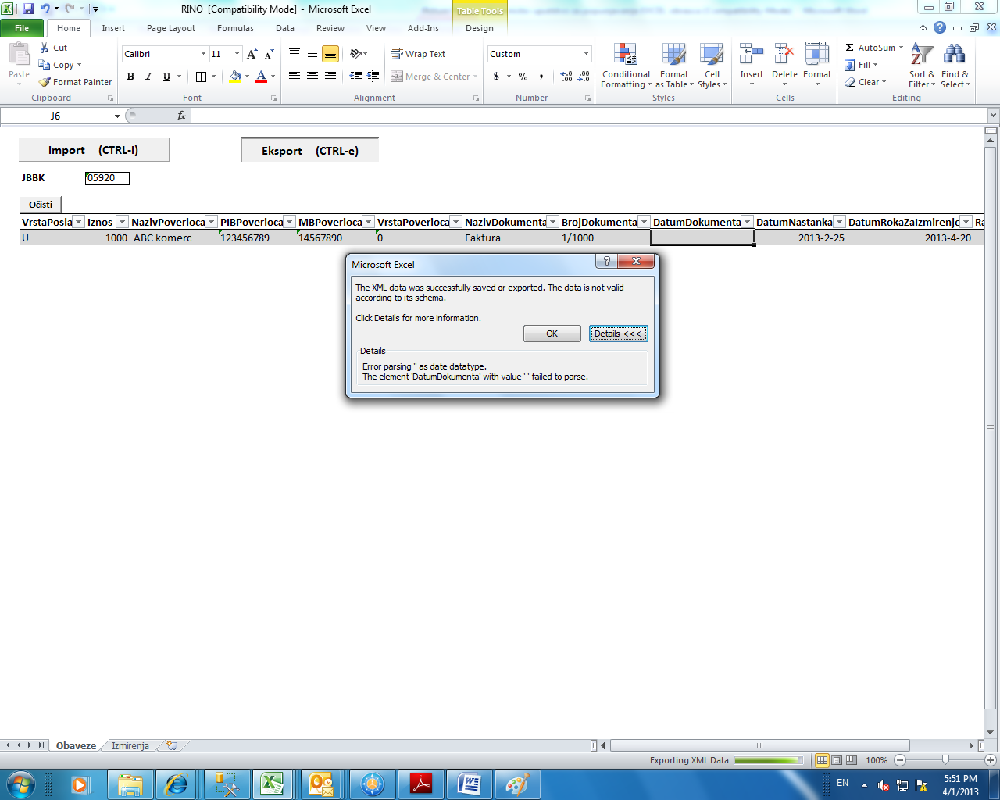 RINO [Compatibility Mode] - Microsoft Excel
Table Tools
File Home Insert Page Layout Formulas Data Review View Add-Ins Design
Paste
Cut
Copy
Format Painter
Clipboard
Calibri 11
B I U A
Font
Wrap Text
Merge & Center
Alignment
Custom
$ % ,
Number
Conditional Formatting
Format as Table
Cell Styles
Styles
Insert Delete Format
Cells
Σ AutoSum
Fill
Clear
Sort & Filter
Find & Select
Editing
J6 fx
Import (CTRL-i) Eksport (CTRL-e)
JBBK 05920
Očisti
VrstaPosla Iznos NazivPoverioca PIBPoverioca MBPoverioca VrstaPoverioca NazivDokumenta BrojDokumenta DatumDokumenta DatumNastanka DatumRokaZaIzmirenje Ra
U 1000 ABC komerc 123456789 14567890 0 Faktura 1/1000 2013-2-25 2013-4-20
Microsoft Excel
The XML data was successfully saved or exported. The data is not valid
according to its schema.
Click Details for more information.
OK Details <<<
Details
Error parsing '' as date datatype.
The element 'DatumDokumenta' with value ' ' failed to parse.
Obaveze Izmirenja
Exporting XML Data 100%
EN 5:51 PM
4/1/2013